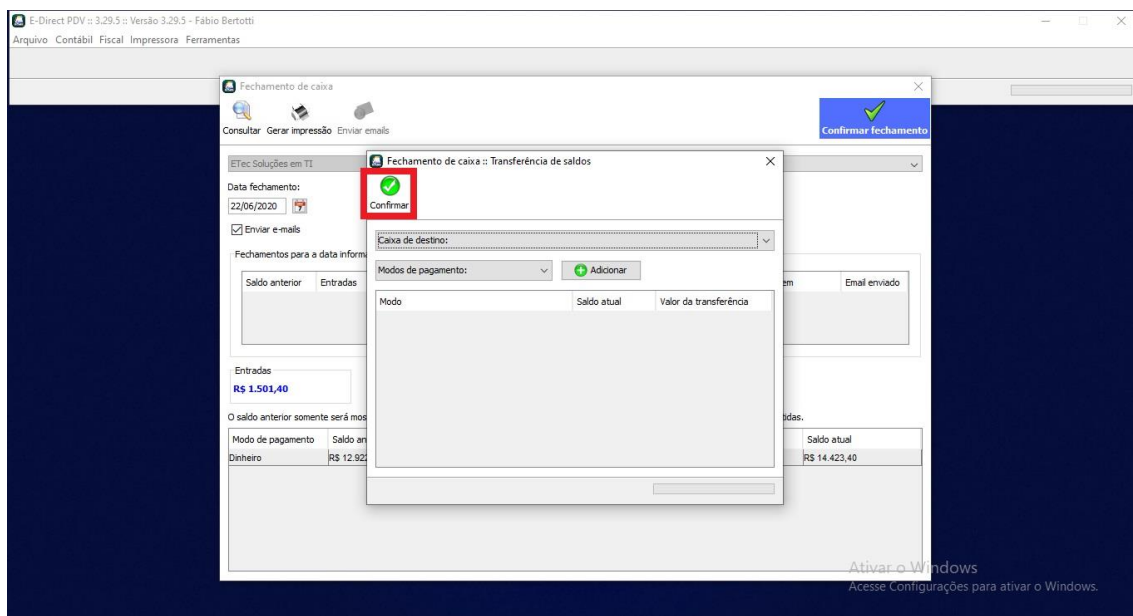 E-Direct PDV :: 3.29.5 :: Versão 3.29.5 - Fábio Bertotti
Arquivo Contábil Fiscal Impressora Ferramentas
Fechamento de caixa
Consultar Gerar impressão Enviar emails
Confirmar fechamento
ETec Soluções em TI
Data fechamento:
22/06/2020
Enviar e-mails
Fechamentos para a data inform
Saldo anterior Entradas
em Email enviado
Fechamento de caixa :: Transferência de saldos
Confirmar
Caixa de destino:
Modos de pagamento: Adicionar
Modo Saldo atual Valor da transferência
Entradas
R$ 1.501,40
O saldo anterior somente será mos
tidas.
Modo de pagamento Saldo an Saldo atual
Dinheiro R$ 12.922 R$ 14.423,40
Ativar o Windows
Acesse Configurações para ativar o Windows.